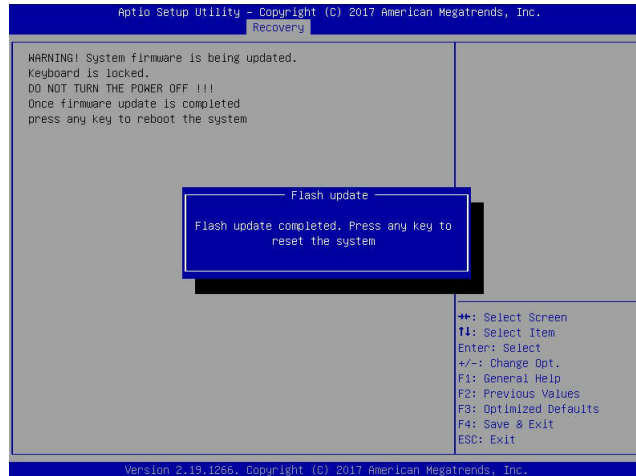 Aptio Setup Utility – Copyright (C) 2017 American Megatrends, Inc.
Recovery
WARNING! System firmware is being updated.
Keyboard is locked.
DO NOT TURN THE POWER OFF !!!
Once firmware update is completed
press any key to reboot the system
Flash update
Flash update completed. Press any key to
reset the system
→←: Select Screen
↑↓: Select Item
Enter: Select
+/-: Change Opt.
F1: General Help
F2: Previous Values
F3: Optimized Defaults
F4: Save & Exit
ESC: Exit
Version 2.19.1266. Copyright (C) 2017 American Megatrends, Inc.